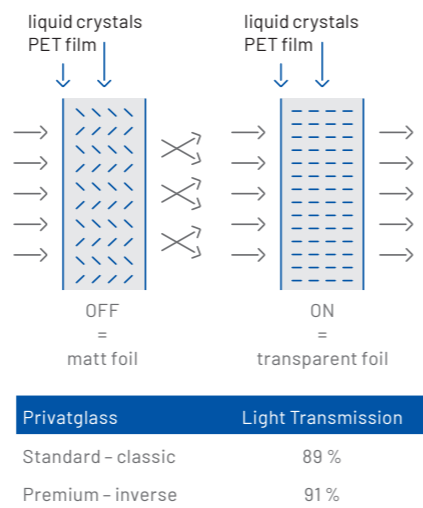 liquid crystals
PET film
liquid crystals
PET film
OFF
=
matt foil
ON
=
transparent foil
Privatglass Light Transmission
Standard – classic 89 %
Premium – inverse 91 %